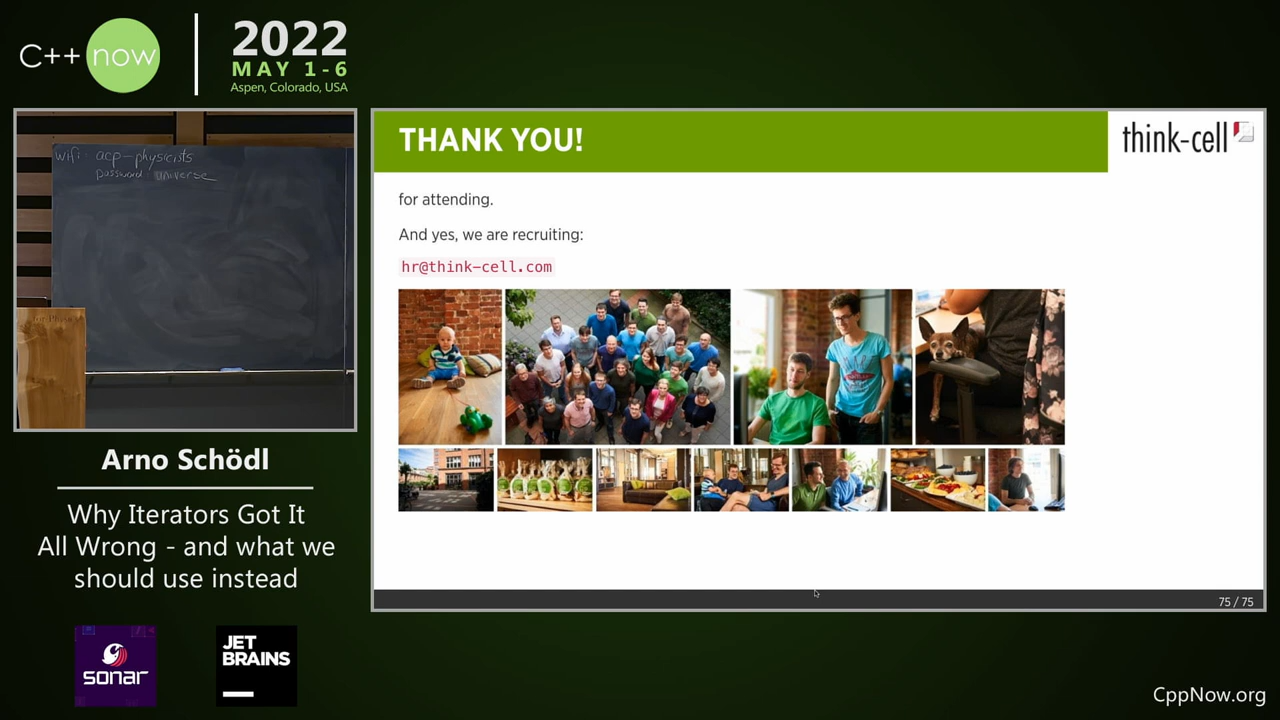 C++ now
2022
MAY 1-6
Aspen, Colorado, USA
wifi: acp-physicists
password: universe
Arno Schödl
Why Iterators Got It
All Wrong - and what we
should use instead
sonar
JET
BRAINS
THANK YOU!
think-cell
for attending.
And yes, we are recruiting:
hr@think-cell.com
75 / 75
CppNow.org